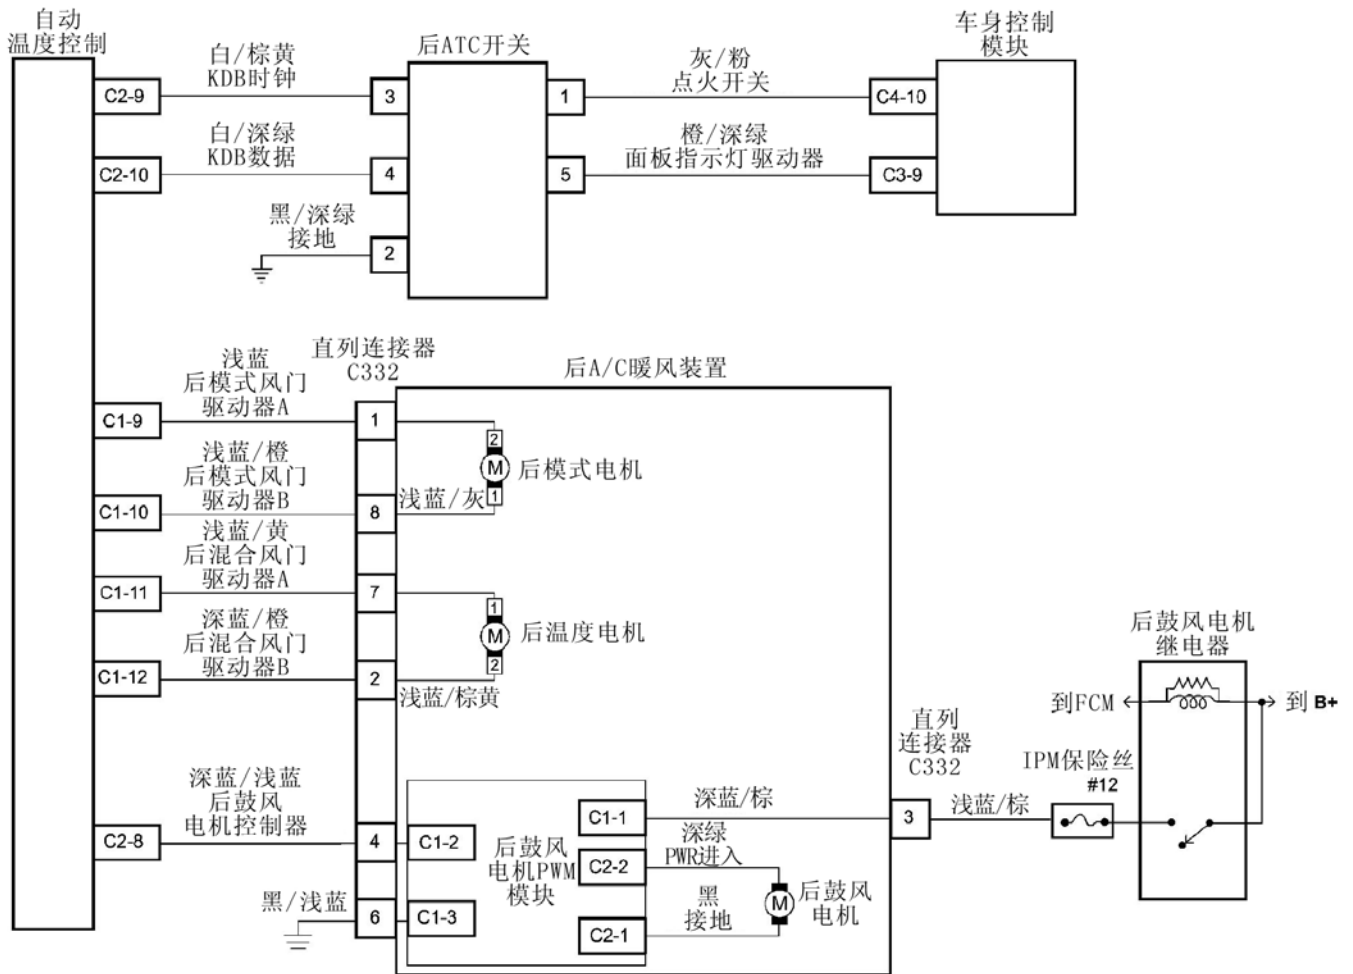 自动
温度控制
白/棕黄
KDB时钟
后ATC开关
灰/粉
点火开关
车身控制
模块
C2-9
3
1
C4-10
白/深绿
KDB数据
橙/深绿
面板指示灯驱动器
C2-10
4
5
C3-9
黑/深绿
接地
2
直列连接器
C332
后A/C暖风装置
浅蓝
后模式风门
驱动器A
C1-9
1
2
M
后模式电机
1
浅蓝/橙
后模式风门
驱动器B
C1-10
8
浅蓝/灰
浅蓝/黄
后混合风门
驱动器A
C1-11
7
1
M
后温度电机
2
深蓝/橙
后混合风门
驱动器B
C1-12
2
浅蓝/棕黄
后鼓风电机
继电器
到FCM
到 B+
直列
连接器
C332
IPM保险丝
#12
深蓝/浅蓝
后鼓风
电机控制器
C2-8
4
C1-2
后鼓风
电机PWM
模块
C1-1
深蓝/棕
3
浅蓝/棕
深绿
PWR进入
C2-2
M
后鼓风
电机
黑
接地
C2-1
黑/浅蓝
6
C1-3